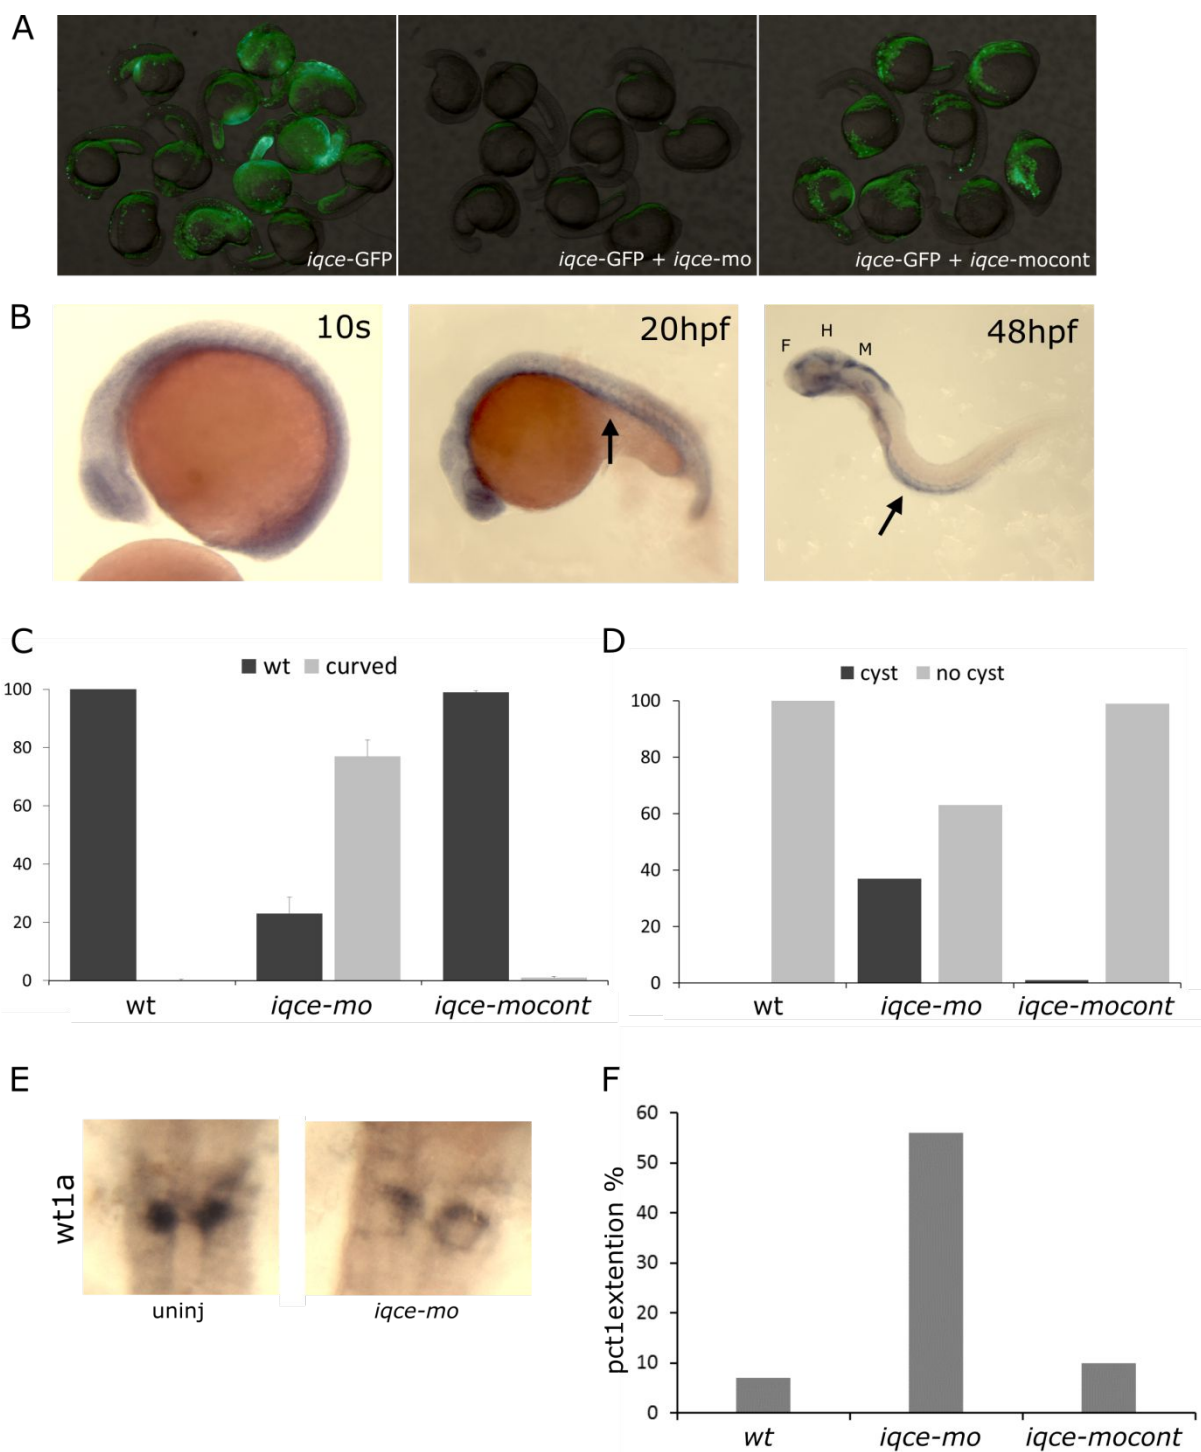 A
iqce-GFP
iqce-GFP + iqce-mo
iqce-GFP + iqce-mocont
B
10s
20hpf
F
H
M
48hpf
C
wt curved
100
80
60
40
20
0
wt iqce-mo iqce-mocont
D
cyst no cyst
100
80
60
40
20
0
wt iqce-mo iqce-mocont
E
wt1a
uninj
iqce-mo
F
pct1extention %
60
50
40
30
20
10
0
wt iqce-mo iqce-mocont